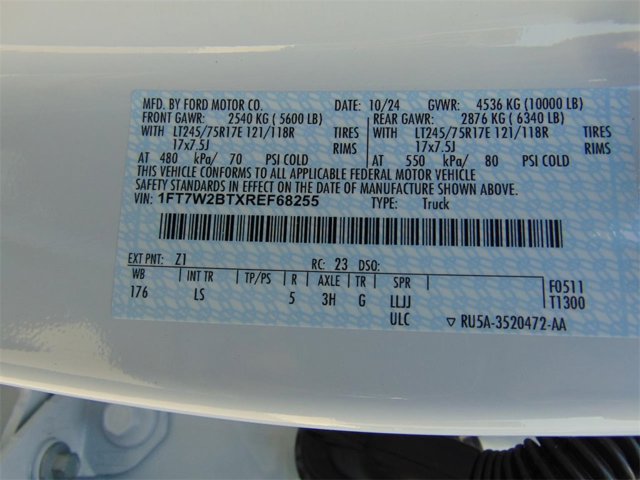 MFD. BY FORD MOTOR CO. DATE: 10/24 GVWR: 4536 KG (10000 LB)
FRONT GAWR: 2540 KG ( 5600 LB) REAR GAWR: 2876 KG ( 6340 LB)
WITH LT245/75R17E 121/118R TIRES WITH LT245/75R17E 121/118R TIRES
17x7.5J RIMS 17x7.5J RIMS
AT 480 kPa/ 70 PSI COLD AT 550 kPa/ 80 PSI COLD
THIS VEHICLE CONFORMS TO ALL APPLICABLE FEDERAL MOTOR VEHICLE
SAFETY STANDARDS IN EFFECT ON THE DATE OF MANUFACTURE SHOWN ABOVE.
VIN: 1FT7W2BTXREF68255 TYPE: Truck
EXT PNT: Z1 RC: 23 DSO:
WB INT TR TP/PS R AXLE TR SPR F0511
176 LS 5 3H G LLJJ T1300
ULC ▽ RU5A-3520472-AA